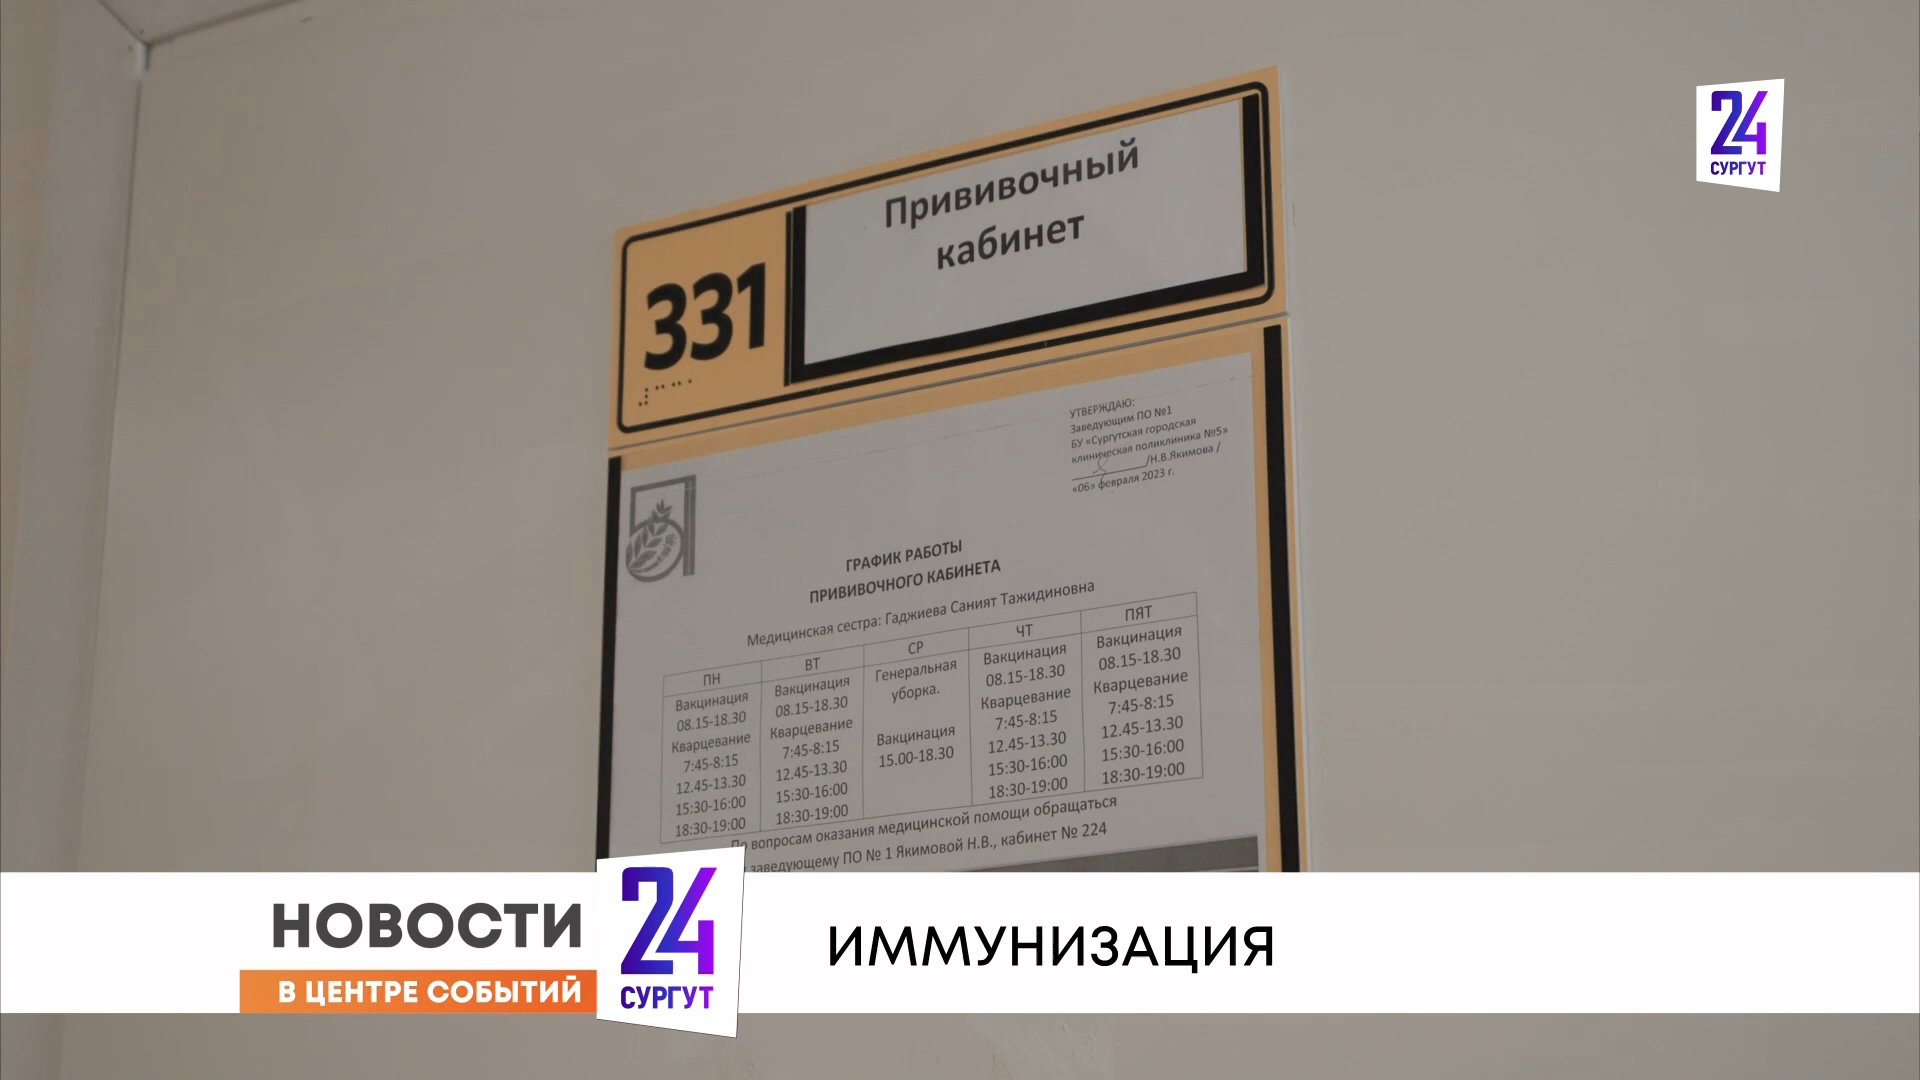 24
СУРГУТ
331
Прививочный
кабинет
УТВЕРЖДАЮ:
Заведующим ПО №1
БУ «Сургутская городская
клиническая поликлиника №5»
/Н.В.Якимова /
«06» февраля 2023 г.
ГРАФИК РАБОТЫ
ПРИВИВОЧНОГО КАБИНЕТА
Медицинская сестра: Гаджиева Саният Тажидиновна
ПН ВТ СР ЧТ ПЯТ
Вакцинация
08.15-18.30
Кварцевание
7:45-8:15
12.45-13.30
15:30-16:00
18:30-19:00
Вакцинация
08.15-18.30
Кварцевание
7:45-8:15
12.45-13.30
15:30-16:00
18:30-19:00
Генеральная
уборка.
Вакцинация
15.00-18.30
Вакцинация
08.15-18.30
Кварцевание
7:45-8:15
12.45-13.30
15:30-16:00
18:30-19:00
Вакцинация
08.15-18.30
Кварцевание
7:45-8:15
12.45-13.30
15:30-16:00
18:30-19:00
По вопросам оказания медицинской помощи обращаться
заведующему ПО № 1 Якимовой Н.В., кабинет № 224
НОВОСТИ
В ЦЕНТРЕ СОБЫТИЙ
24
СУРГУТ
ИММУНИЗАЦИЯ